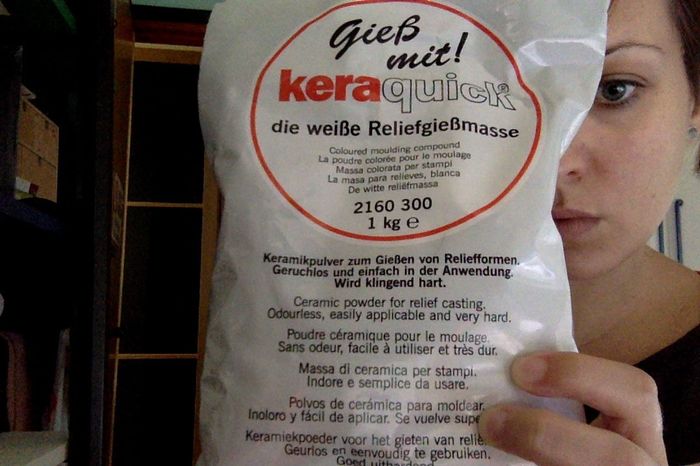 Gieß
mit!
keraquick®
die weiße Reliefgießmasse
Coloured moulding compound
La poudre colorée pour le moulage
Massa colorata per stampi
La masa para relieves, blanca
De witte reliëfmassa
2160 300
1 kg ℮
Keramikpulver zum Gießen von Reliefformen.
Geruchlos und einfach in der Anwendung.
Wird klingend hart.
Ceramic powder for relief casting.
Odourless, easily applicable and very hard.
Poudre céramique pour le moulage.
Sans odeur, facile à utiliser et très dur.
Massa di ceramica per stampi.
Indore e semplice da usare.
Polvos de cerámica para moldear.
Inoloro y fácil de aplicar. Se vuelve
Keramiekpoeder voor het gieten van
Geurlos en eenvoudig te gebruiken.
Goed